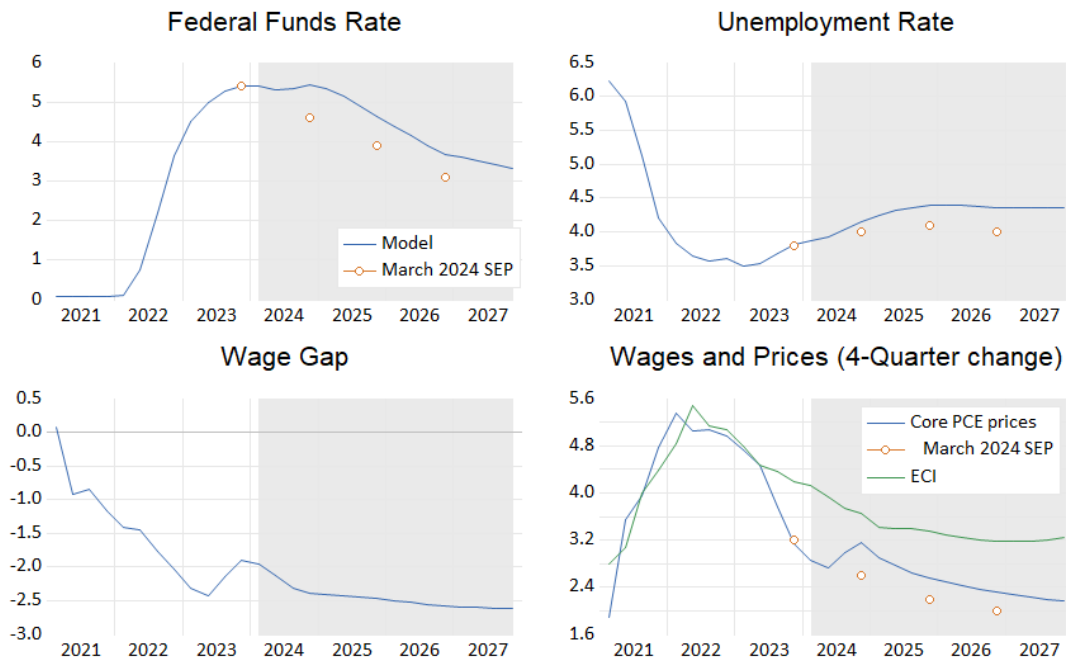 Federal Funds Rate
6
5
4
3
2
1
0
Model
March 2024 SEP
2021 2022 2023 2024 2025 2026 2027
Unemployment Rate
6.5
6.0
5.5
5.0
4.5
4.0
3.5
3.0
2021 2022 2023 2024 2025 2026 2027
Wage Gap
0.5
0.0
-0.5
-1.0
-1.5
-2.0
-2.5
-3.0
2021 2022 2023 2024 2025 2026 2027
Wages and Prices (4-Quarter change)
5.6
4.8
4.0
3.2
2.4
1.6
Core PCE prices
March 2024 SEP
ECI
2021 2022 2023 2024 2025 2026 2027